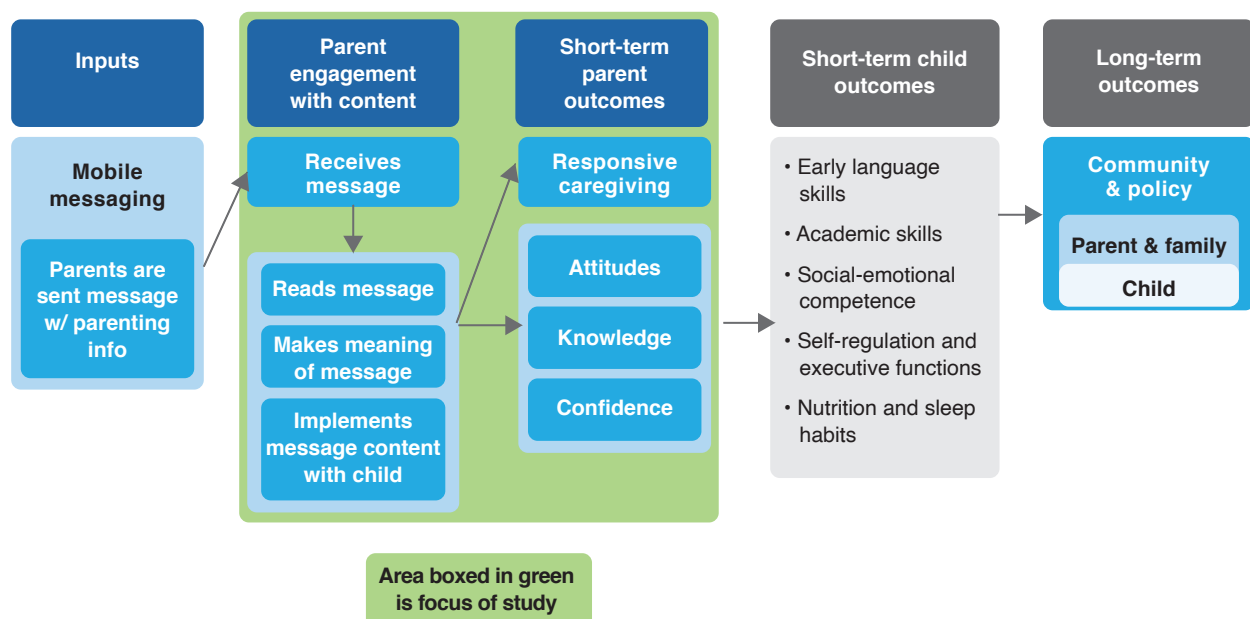 Inputs
Parent
engagement
with content
Short-term
parent
outcomes
Short-term child
outcomes
Long-term
outcomes
Mobile
messaging
Parents are
sent message
w/ parenting
info
Receives
message
Reads message
Makes meaning
of message
Implements
message content
with child
Responsive
caregiving
Attitudes
Knowledge
Confidence
• Early language
skills
• Academic skills
• Social-emotional
competence
• Self-regulation and
executive functions
• Nutrition and sleep
habits
Community
& policy
Parent & family
Child
Area boxed in green
is focus of study